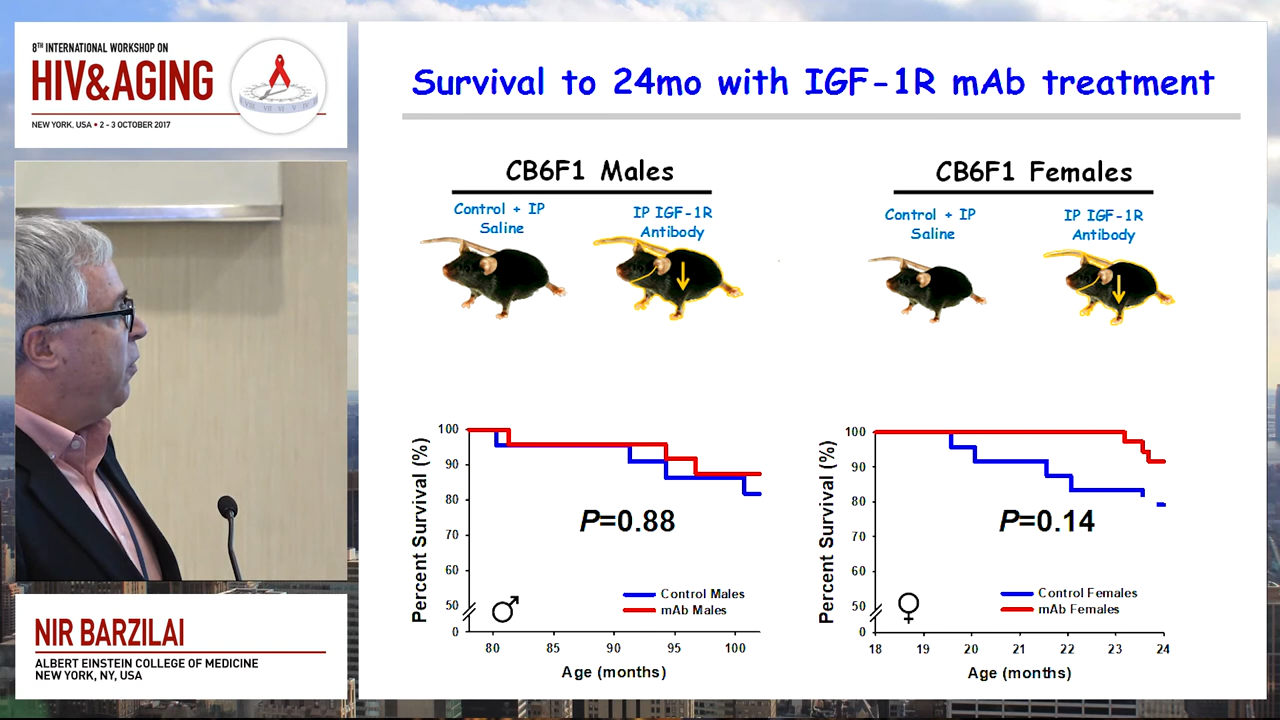 8TH INTERNATIONAL WORKSHOP ON
HIV&AGING
NEW YORK, USA • 2 - 3 OCTOBER 2017
NIR BARZILAI
ALBERT EINSTEIN COLLEGE OF MEDICINE
NEW YORK, NY, USA
Survival to 24mo with IGF-1R mAb treatment
CB6F1 Males
Control + IP
Saline
IP IGF-1R
Antibody
100
90
80
70
60
50
0
Percent Survival (%)
P=0.88
Control Males
mAb Males
♂
80 85 90 95 100
Age (months)
CB6F1 Females
Control + IP
Saline
IP IGF-1R
Antibody
100
90
80
70
60
50
0
Percent Survival (%)
P=0.14
Control Females
mAb Females
♀
18 19 20 21 22 23 24
Age (months)